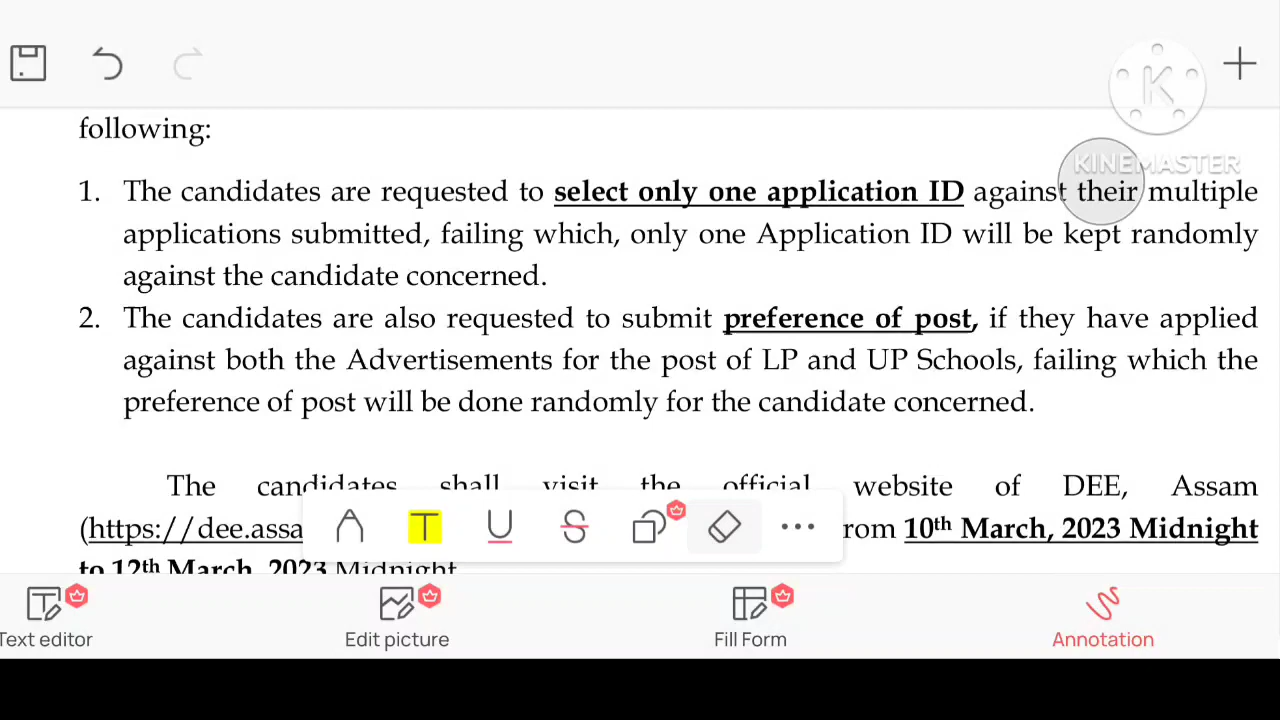 K
KINEMASTER
following:
1. The candidates are requested to select only one application ID against their multiple
applications submitted, failing which, only one Application ID will be kept randomly
against the candidate concerned.
2. The candidates are also requested to submit preference of post, if they have applied
against both the Advertisements for the post of LP and UP Schools, failing which the
preference of post will be done randomly for the candidate concerned.
The candidates shall visit the official website of DEE, Assam
(https://dee.assa rom 10th March, 2023 Midnight
to 12th March, 2023 Midnight
T U S
Text editor Edit picture Fill Form Annotation